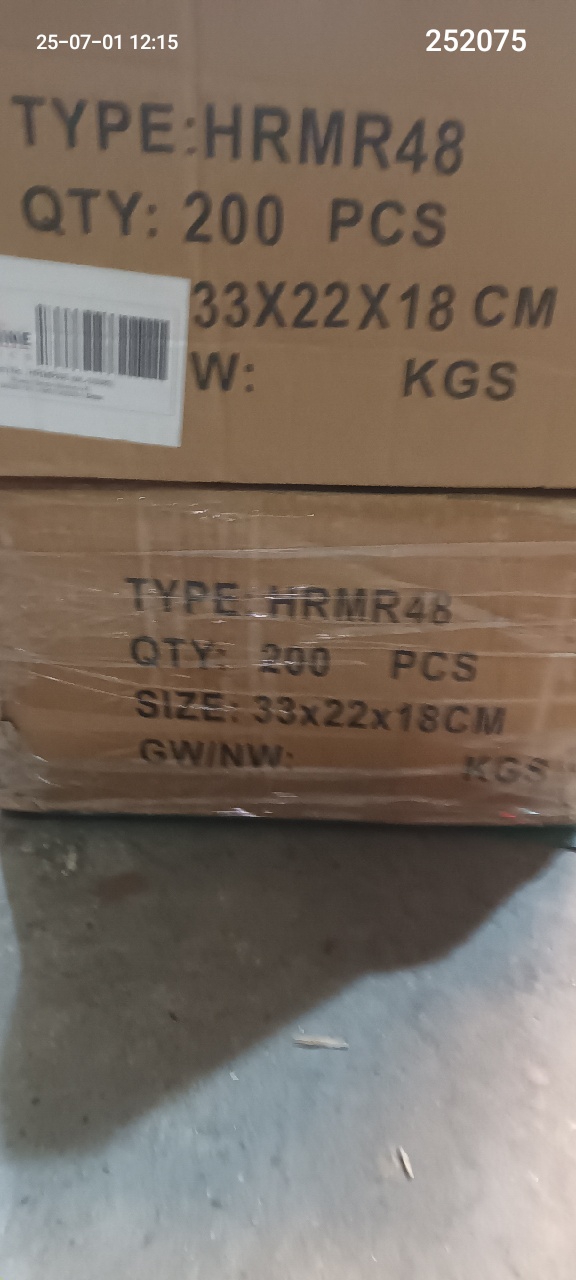 25-07-01 12:15
252075
TYPE:HRMR48
QTY: 200 PCS
33X22X18 CM
W: KGS
TYPE: HRMR48
QTY: 200 PCS
SIZE: 33x22x18CM
GW/NW: KGS